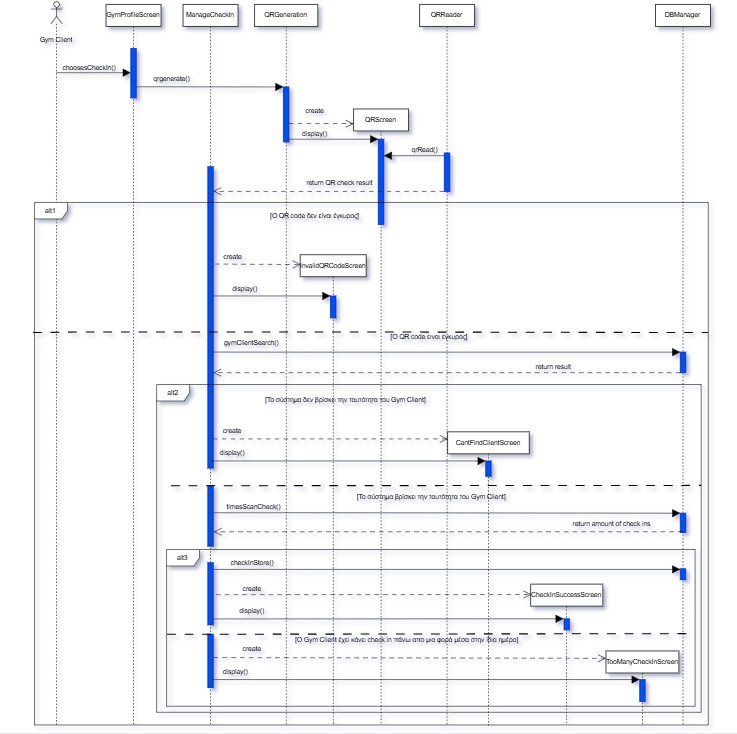 GymProfileScreen
ManageCheckIn
QRGeneration
QRReader
DBManager
Gym Client
choosesCheckIn()
qrgenerate()
create
QRScreen
display()
qrRead()
return QR check result
alt1
[Ο QR code δεν είναι έγκυρος]
create
InvalidQRCodeScreen
display()
[Ο QR code είναι έγκυρος]
gymClientSearch()
return result
alt2
[Το σύστημα δεν βρίσκει την ταυτότητα του Gym Client]
create
CantFindClientScreen
display()
[Το σύστημα βρίσκει την ταυτότητα του Gym Client]
timesScanCheck()
return amount of check ins
alt3
checkInStore()
create
CheckInSuccessScreen
display()
[Ο Gym Client έχει κάνει check in πάνω απο μια φορά μέσα στην ίδια ημέρα]
create
TooManyCheckInScreen
display()